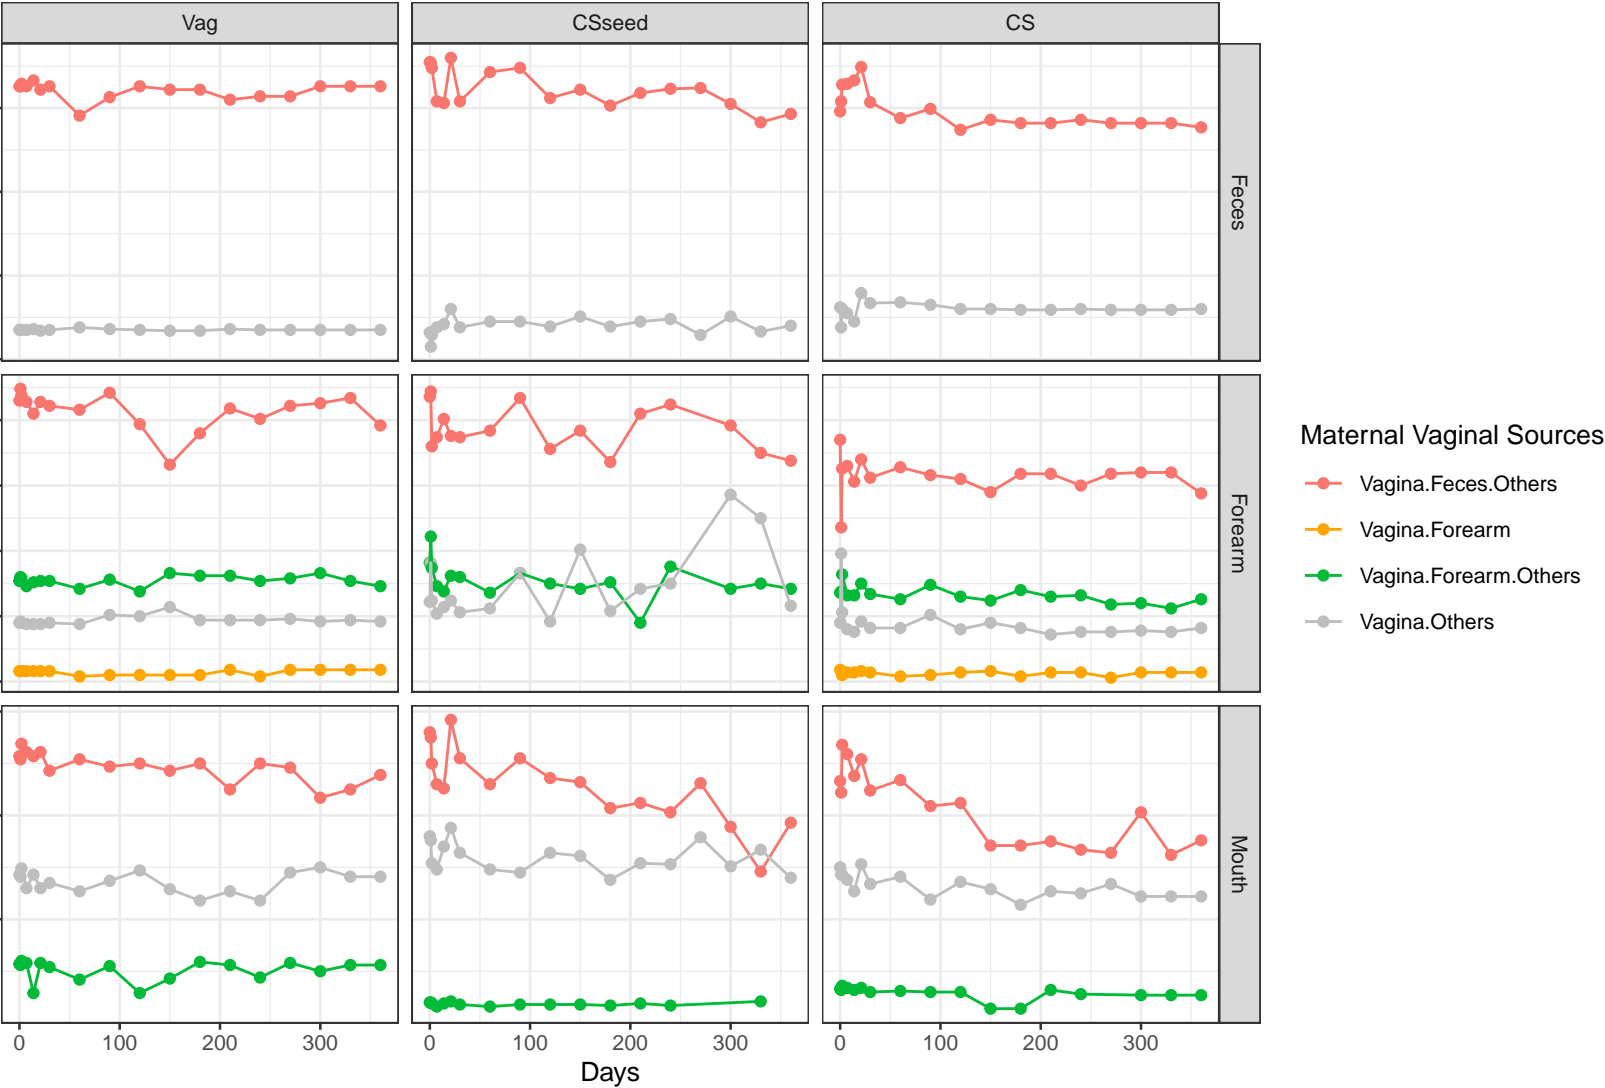 Vag
CSseed
CS
Feces
Forearm
Mouth
Maternal Vaginal Sources
Vagina.Feces.Others
Vagina.Forearm
Vagina.Forearm.Others
Vagina.Others
0 100 200 300
0 100 200 300
0 100 200 300
Days